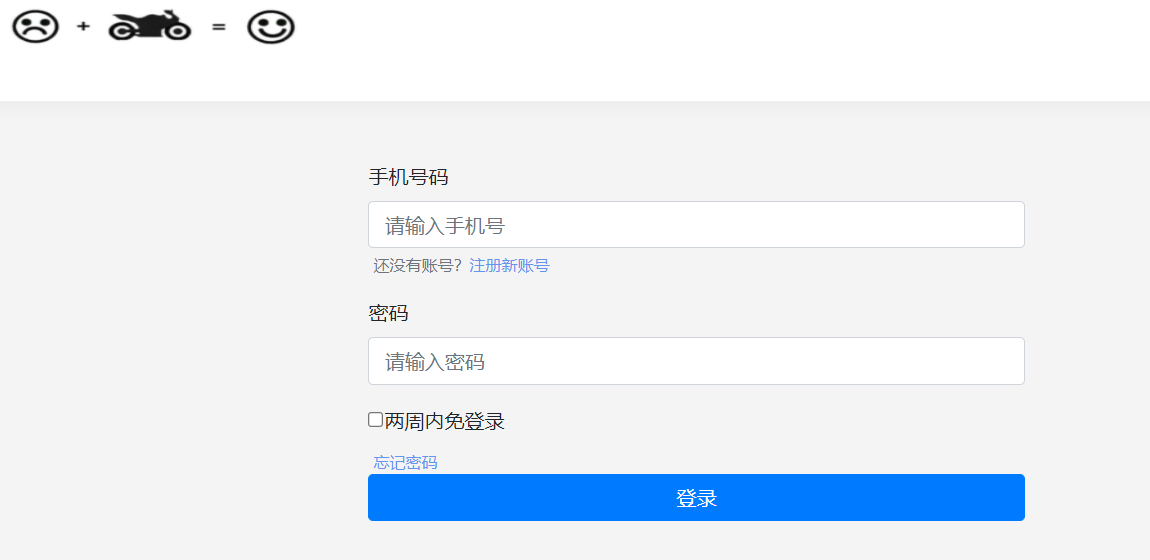 + =
手机号码
请输入手机号
还没有账号? 注册新账号
密码
请输入密码
两周内免登录
忘记密码
登录